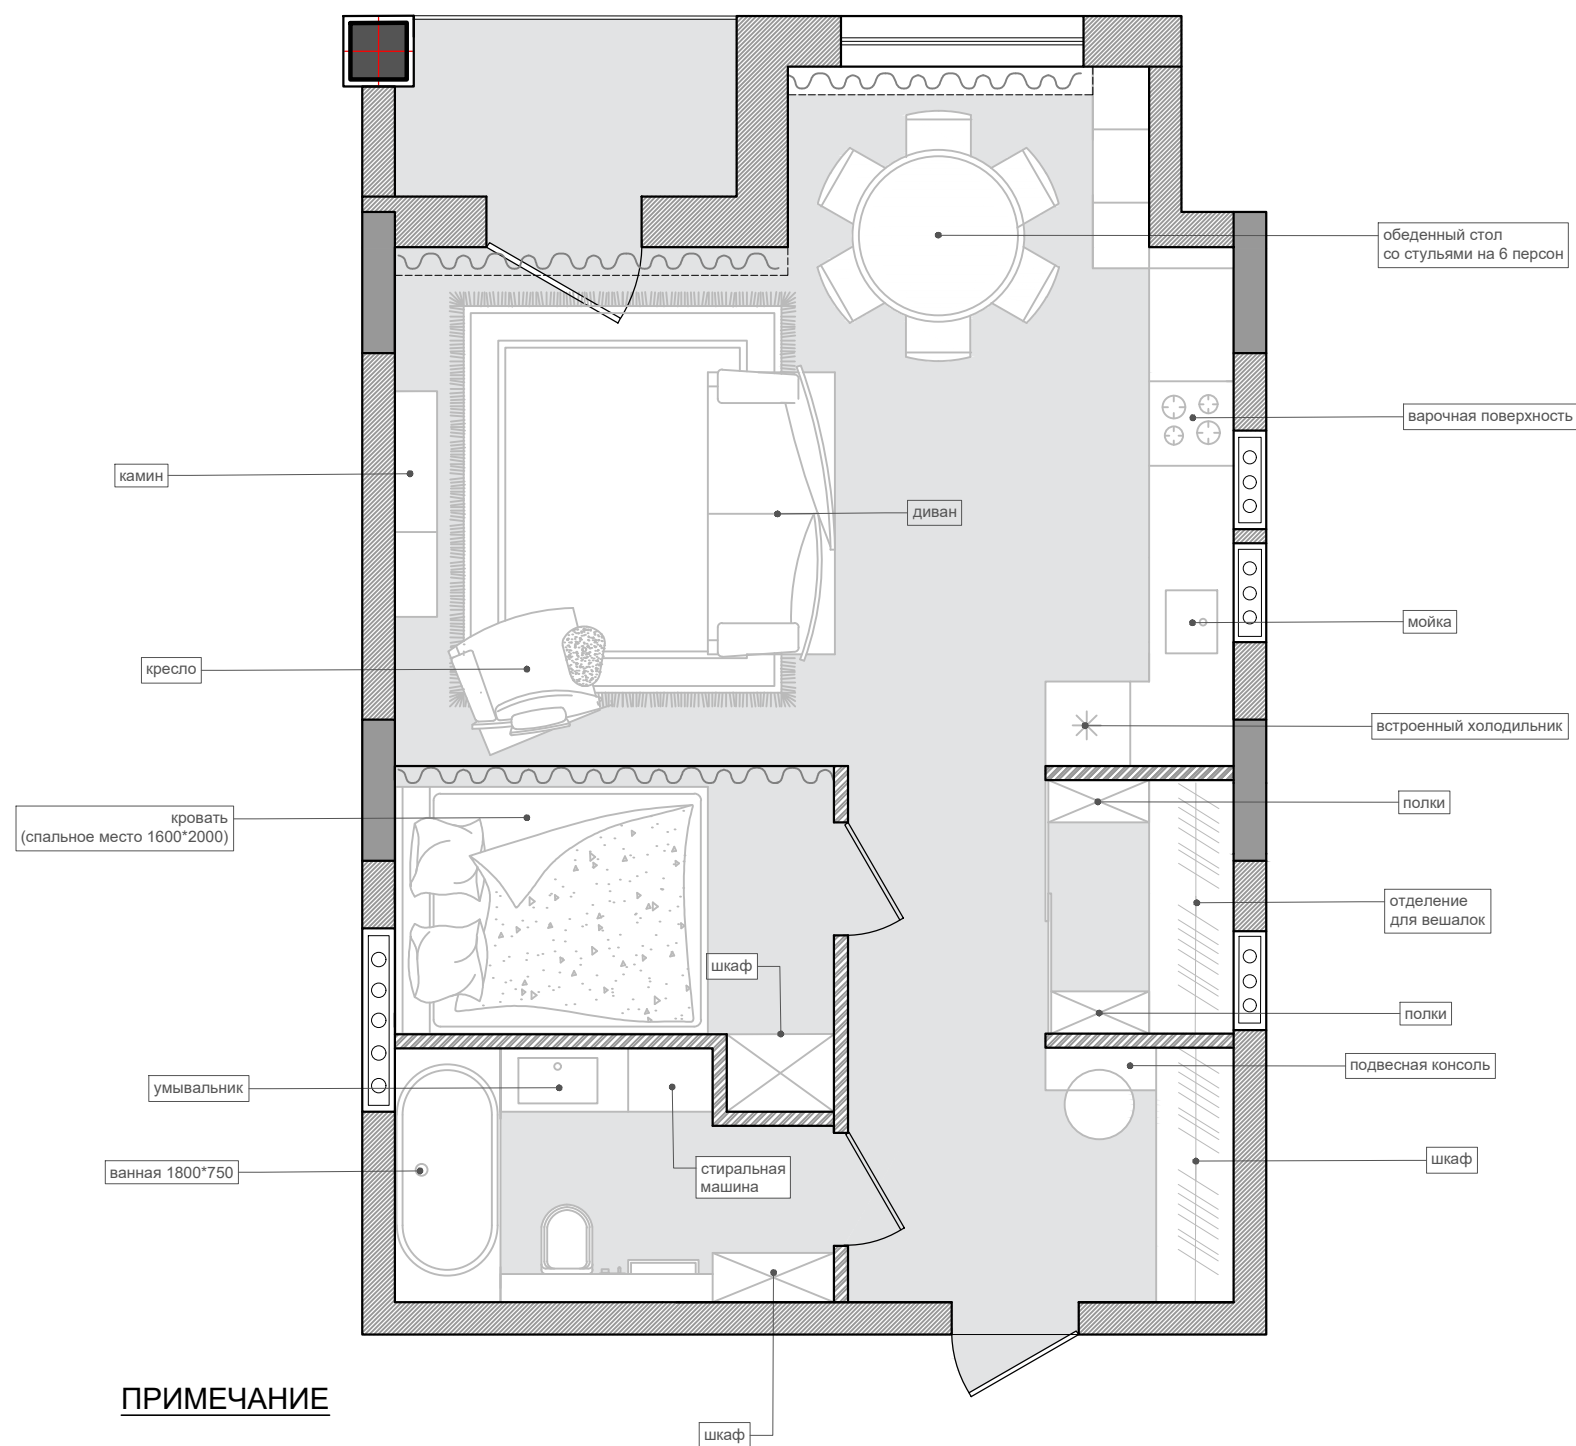 обеденный стол
со стульями на 6 персон
варочная поверхность
камин
диван
мойка
кресло
встроенный холодильник
кровать
(спальное место 1600*2000)
полки
отделение
для вешалок
шкаф
полки
подвесная консоль
умывальник
ванная 1800*750
стиральная
машина
шкаф
ПРИМЕЧАНИЕ
шкаф